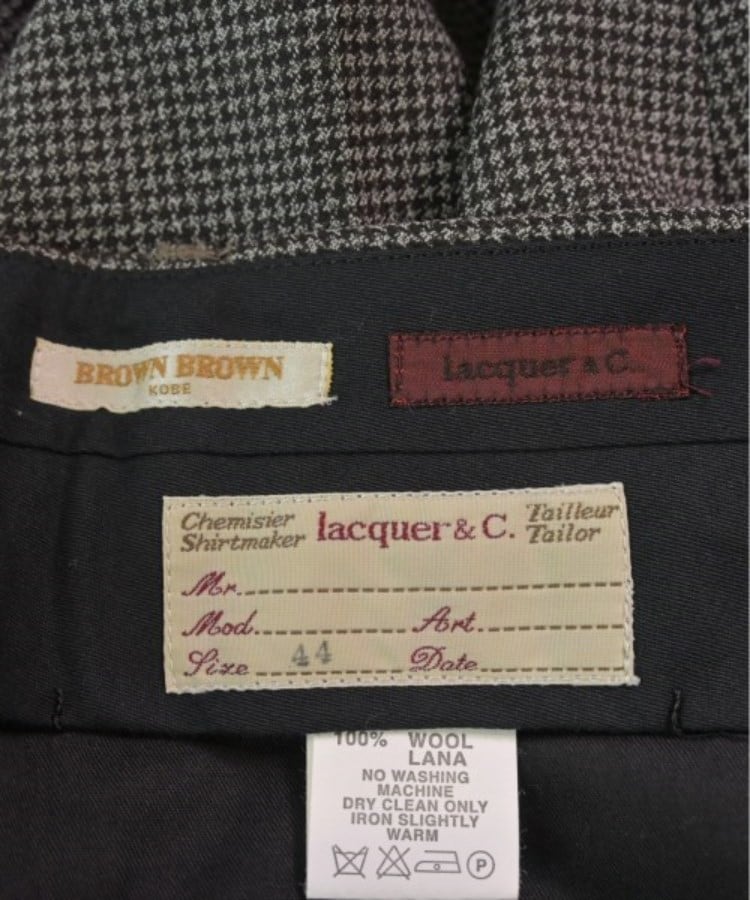 BROWN BROWN
KOBE
lacquer & C.
Chemisier
Shirtmaker
lacquer & C.
Tailleur
Tailor
Mr.
Mod. Art.
Size 44 Date
100% WOOL
LANA
NO WASHING
MACHINE
DRY CLEAN ONLY
IRON SLIGHTLY
WARM
P